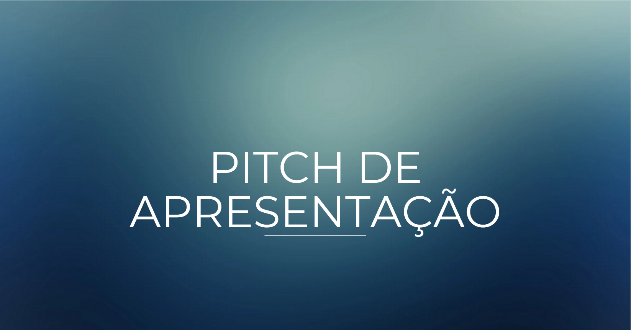 PITCH DE
APRESENTAÇÃO